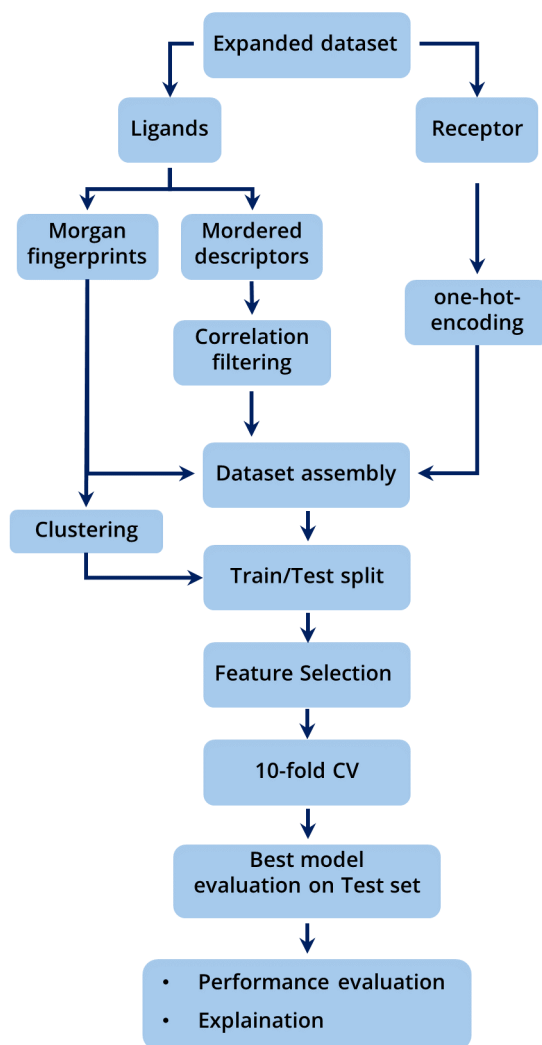 Expanded dataset
Ligands
Receptor
Morgan
fingerprints
Mordered
descriptors
one-hot-
encoding
Correlation
filtering
Dataset assembly
Clustering
Train/Test split
Feature Selection
10-fold CV
Best model
evaluation on Test set
• Performance evaluation
• Explaination